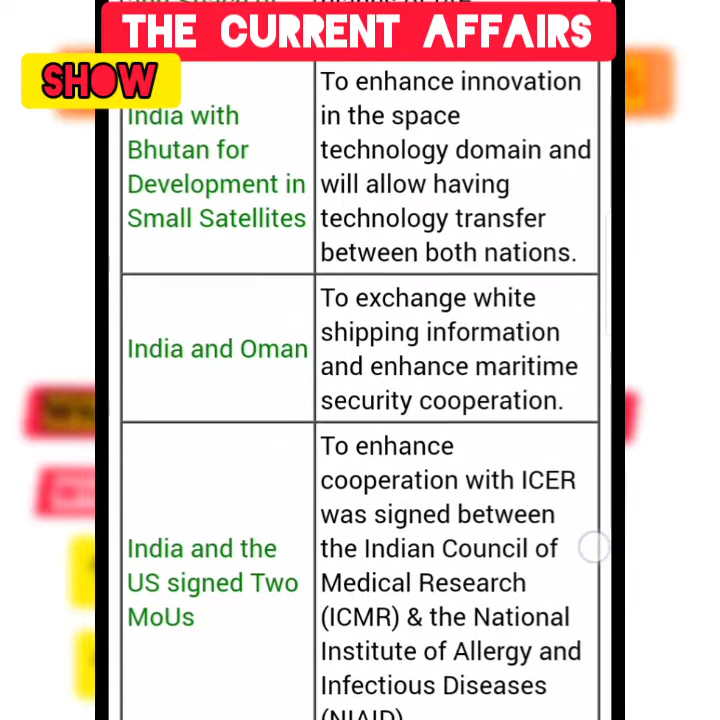 THE CURRENT AFFAIRS
SHOW
India with
Bhutan for
Development in
Small Satellites
To enhance innovation
in the space
technology domain and
will allow having
technology transfer
between both nations.
India and Oman
To exchange white
shipping information
and enhance maritime
security cooperation.
India and the
US signed Two
MoUs
To enhance
cooperation with ICER
was signed between
the Indian Council of
Medical Research
(ICMR) & the National
Institute of Allergy and
Infectious Diseases
(NIAID)